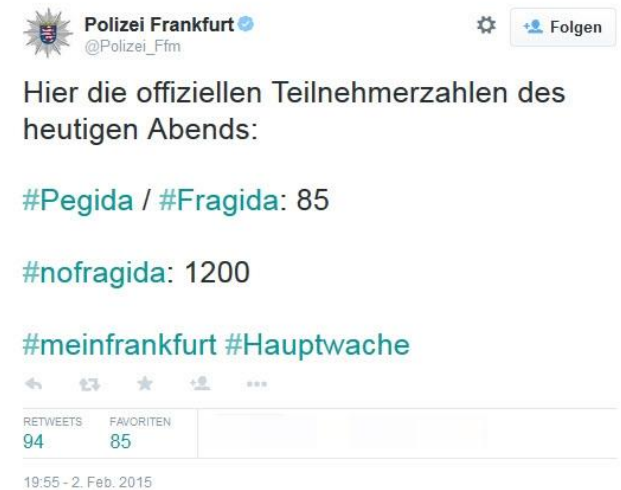 Polizei Frankfurt
@Polizei_Ffm
Folgen
Hier die offiziellen Teilnehmerzahlen des
heutigen Abends:
#Pegida / #Fragida: 85
#nofragida: 1200
#meinfrankfurt #Hauptwache
RETWEETS FAVORITEN
94 85
19:55 - 2. Feb. 2015